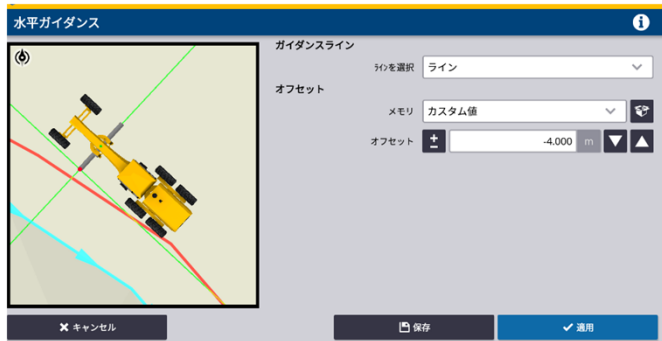 水平ガイダンス
ガイダンスライン
ﾗｲﾝを選択 ライン
オフセット
メモリ カスタム値
オフセット -4.000 m
キャンセル 保存 適用